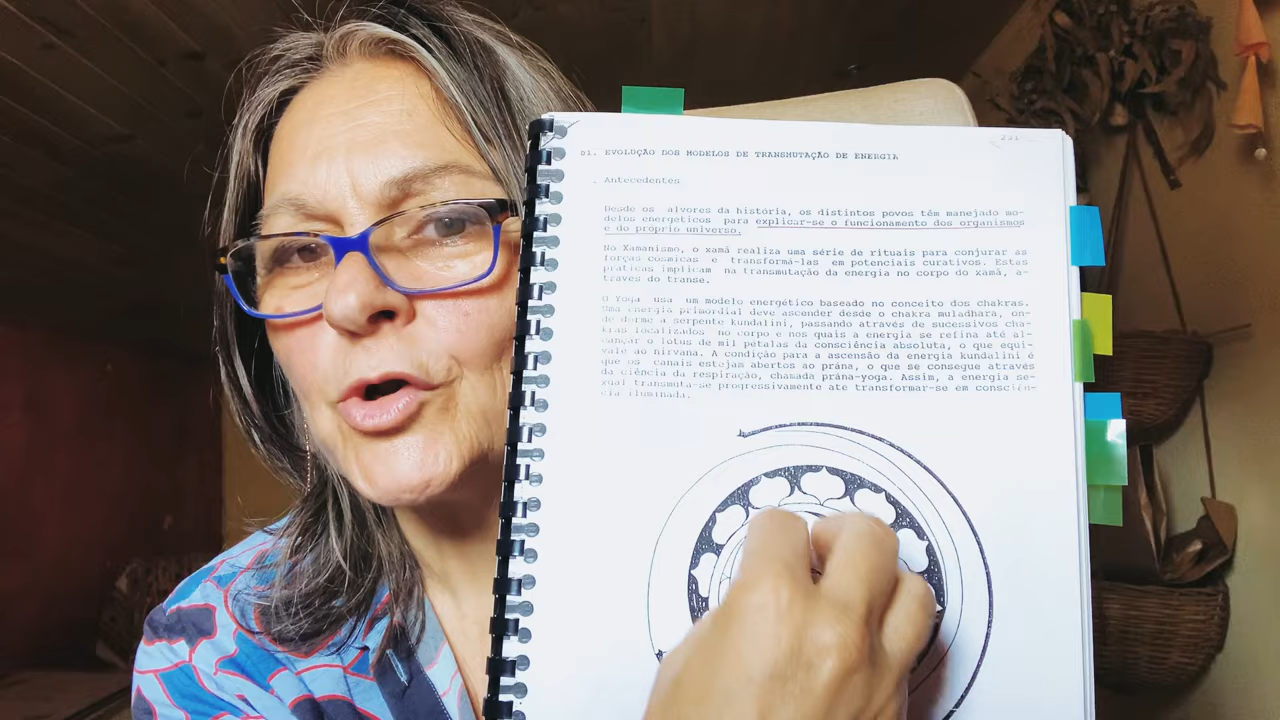 01. EVOLUÇÃO DOS MODELOS DE TRANSMUTAÇÃO DE ENERGIA
. Antecedentes
Desde os alvores da história, os distintos povos têm manejado mo-
delos energéticos para explicar-se o funcionamento dos organismos
e do próprio universo.
No Xamanismo, o xamã realiza uma série de rituais para conjurar as
forças cósmicas e transformá-las em potenciais curativos. Estas
práticas implicam na transmutação da energia no corpo do xamã, a-
través do transe.
O Yoga usa um modelo energético baseado no conceito dos chakras.
Uma energia primordial deve ascender desde o chakra muladhara, on-
de dorme a serpente kundalini, passando através de sucessivos cha-
kras localizados no corpo e nos quais a energia se refina até al-
cançar o lótus de mil pétalas da consciência absoluta, o que equi-
vale ao nirvana. A condição para a ascensão da energia kundalini é
que os canais estejam abertos ao prâna, o que se consegue através
da ciência da respiração, chamada prâna-yoga. Assim, a energia se-
xual transmuta-se progressivamente até transformar-se em consciên-
cia iluminada.